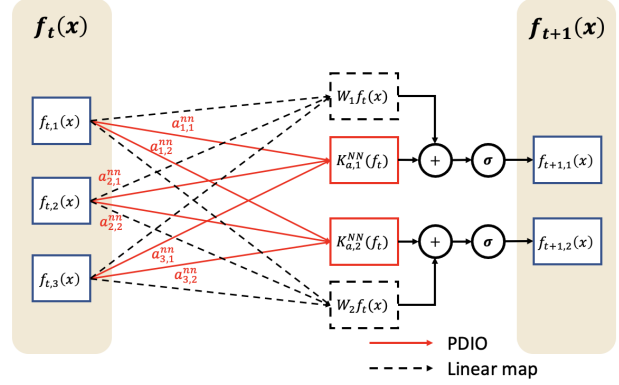 f_t(x)
f_{t+1}(x)
f_{t,1}(x)
f_{t,2}(x)
f_{t,3}(x)
a^{nn}_{1,1}
a^{nn}_{1,2}
a^{nn}_{2,1}
a^{nn}_{2,2}
a^{nn}_{3,1}
a^{nn}_{3,2}
W_1 f_t(x)
K^{NN}_{a,1}(f_t)
K^{NN}_{a,2}(f_t)
W_2 f_t(x)
+
σ
+
σ
f_{t+1,1}(x)
f_{t+1,2}(x)
PDIO
Linear map